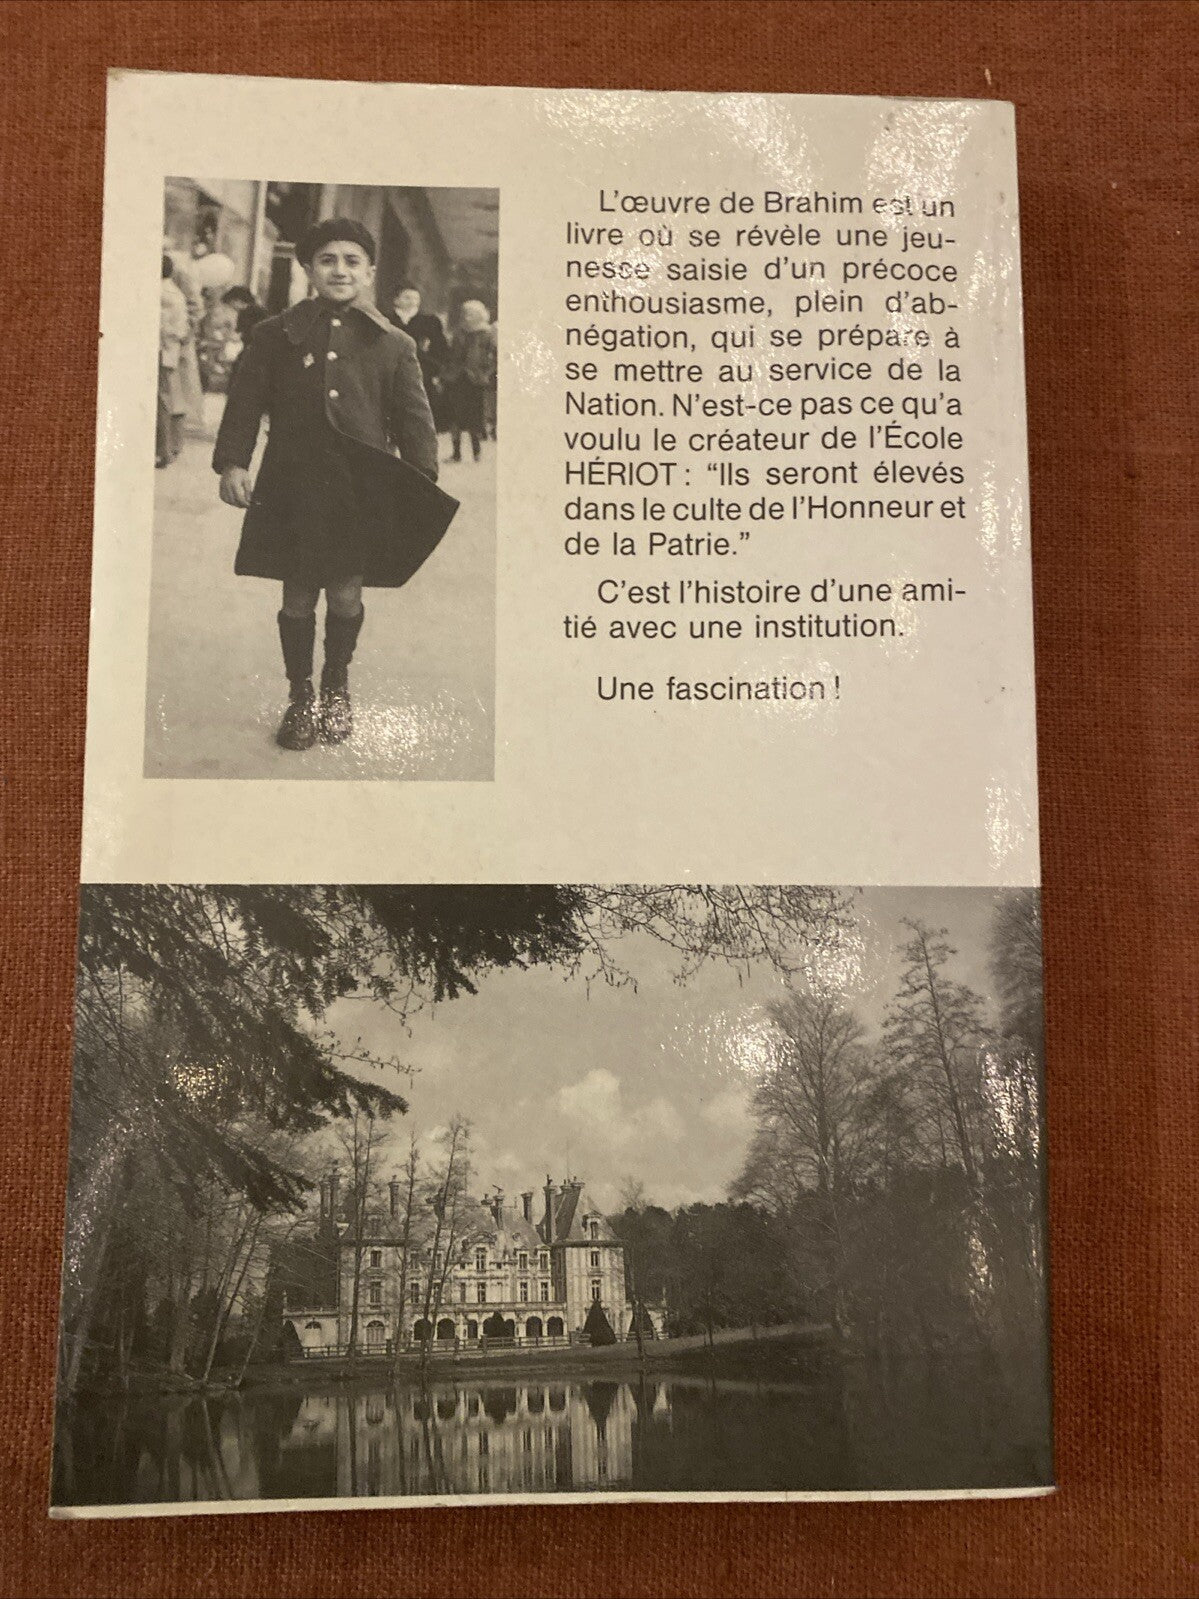 L'œuvre de Brahim est un
livre où se révèle une jeu-
nesse saisie d'un précoce
enthousiasme, plein d'ab-
négation, qui se prépare à
se mettre au service de la
Nation. N'est-ce pas ce qu'a
voulu le créateur de l'École
HÉRIOT : “Ils seront élevés
dans le culte de l'Honneur et
de la Patrie.”
C'est l'histoire d'une ami-
tié avec une institution.
Une fascination !